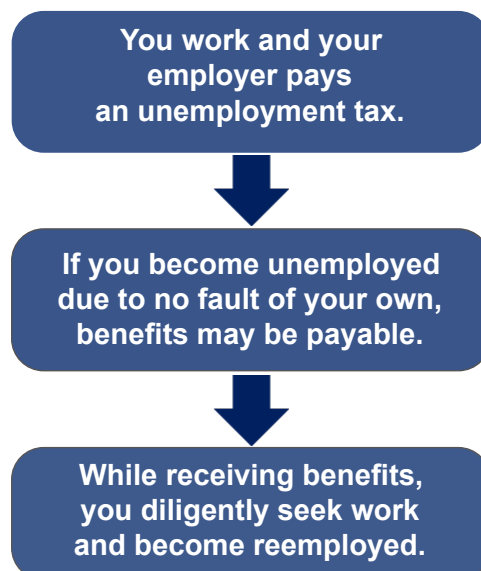 You work and your
employer pays
an unemployment tax.
If you become unemployed
due to no fault of your own,
benefits may be payable.
While receiving benefits,
you diligently seek work
and become reemployed.